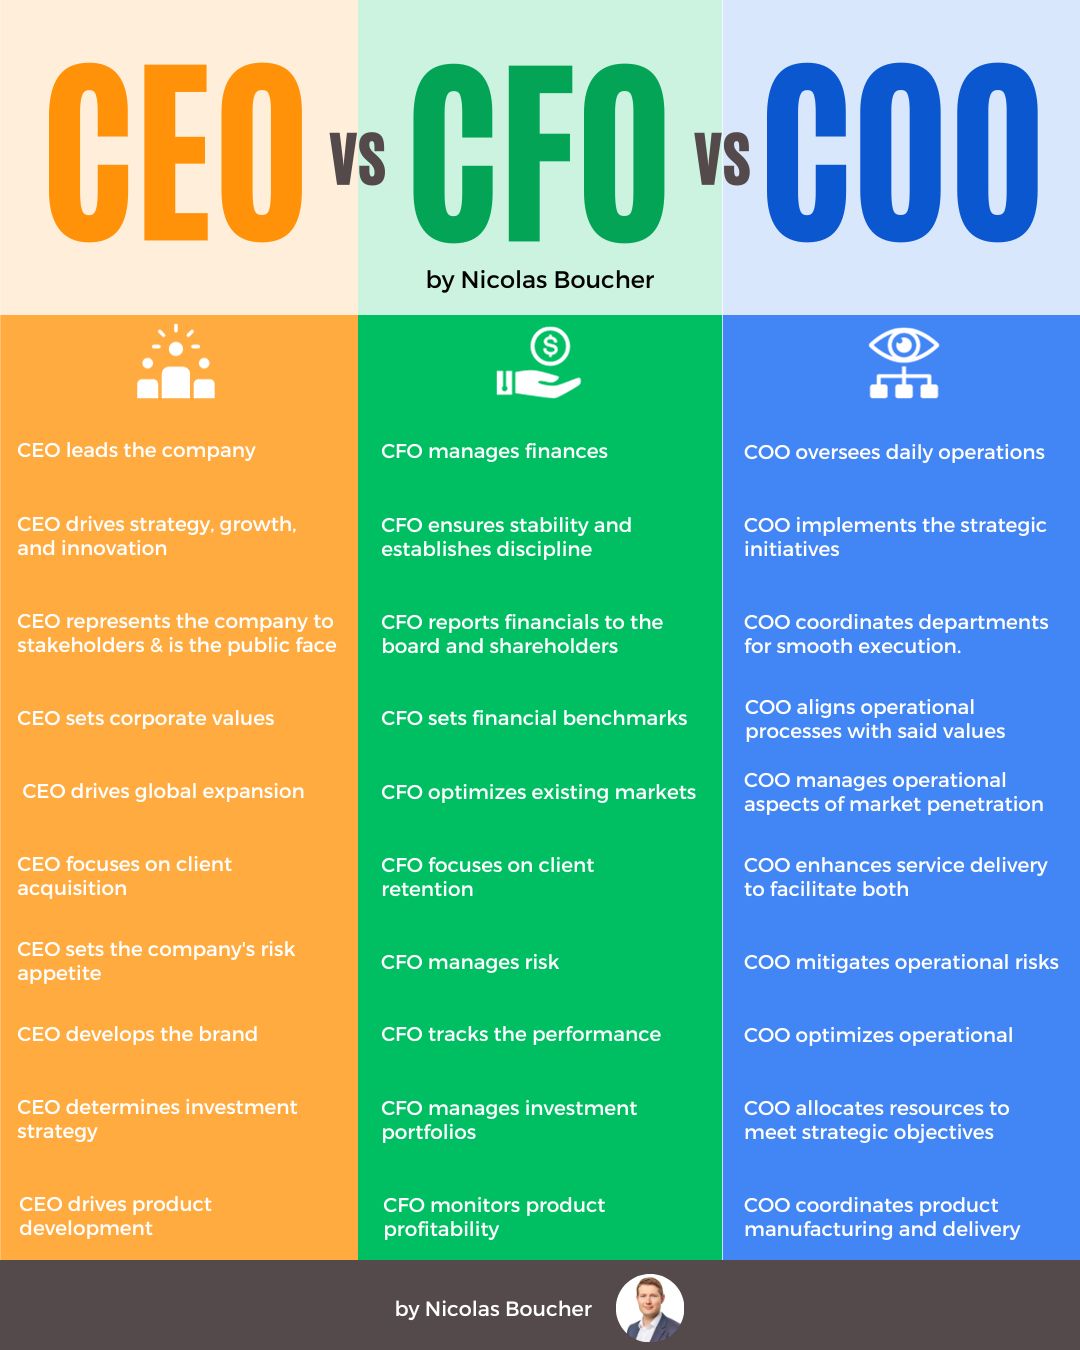 CEO vs CFO vs COO
by Nicolas Boucher
CEO leads the company
CFO manages finances
COO oversees daily operations
CEO drives strategy, growth,
and innovation
CFO ensures stability and
establishes discipline
COO implements the strategic
initiatives
CEO represents the company to
stakeholders & is the public face
CFO reports financials to the
board and shareholders
COO coordinates departments
for smooth execution.
CEO sets corporate values
CFO sets financial benchmarks
COO aligns operational
processes with said values
CEO drives global expansion
CFO optimizes existing markets
COO manages operational
aspects of market penetration
CEO focuses on client
acquisition
CFO focuses on client
retention
COO enhances service delivery
to facilitate both
CEO sets the company's risk
appetite
CFO manages risk
COO mitigates operational risks
CEO develops the brand
CFO tracks the performance
COO optimizes operational
CEO determines investment
strategy
CFO manages investment
portfolios
COO allocates resources to
meet strategic objectives
CEO drives product
development
CFO monitors product
profitability
COO coordinates product
manufacturing and delivery
by Nicolas Boucher